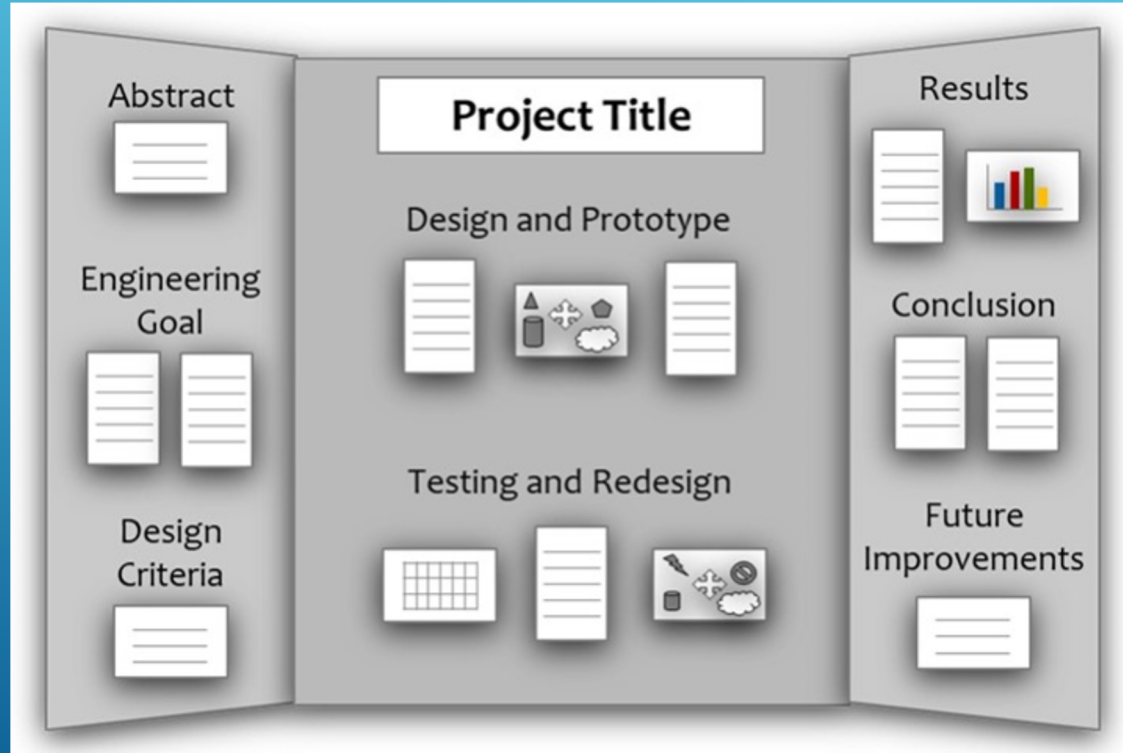 Abstract
Engineering
Goal
Design
Criteria
Project Title
Design and Prototype
Testing and Redesign
Results
Conclusion
Future
Improvements